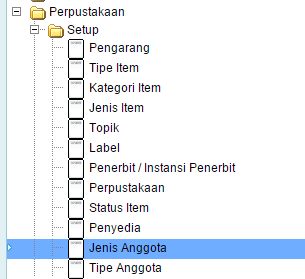 Perpustakaan
Setup
Pengarang
Tipe Item
Kategori Item
Jenis Item
Topik
Label
Penerbit / Instansi Penerbit
Perpustakaan
Status Item
Penyedia
Jenis Anggota
Tipe Anggota